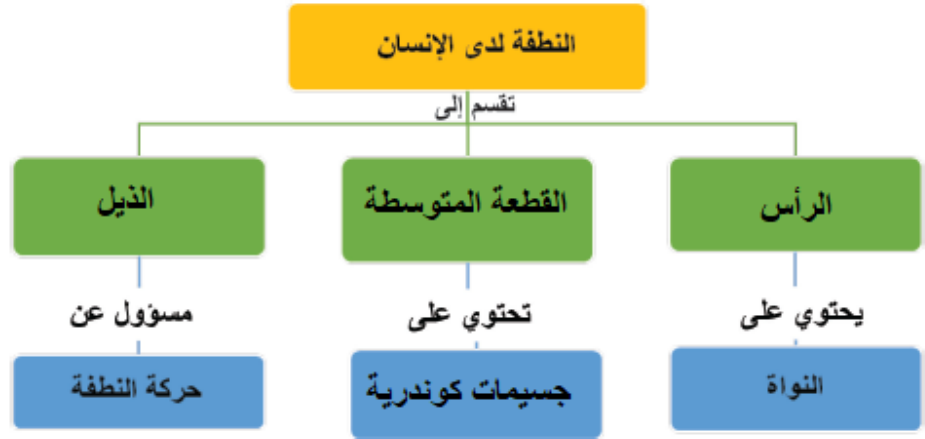 النطفة لدى الإنسان
تقسم إلى
الرأس
القطعة المتوسطة
الذيل
يحتوي على
تحتوي على
مسؤول عن
النواة
جسيمات كوندرية
حركة النطفة